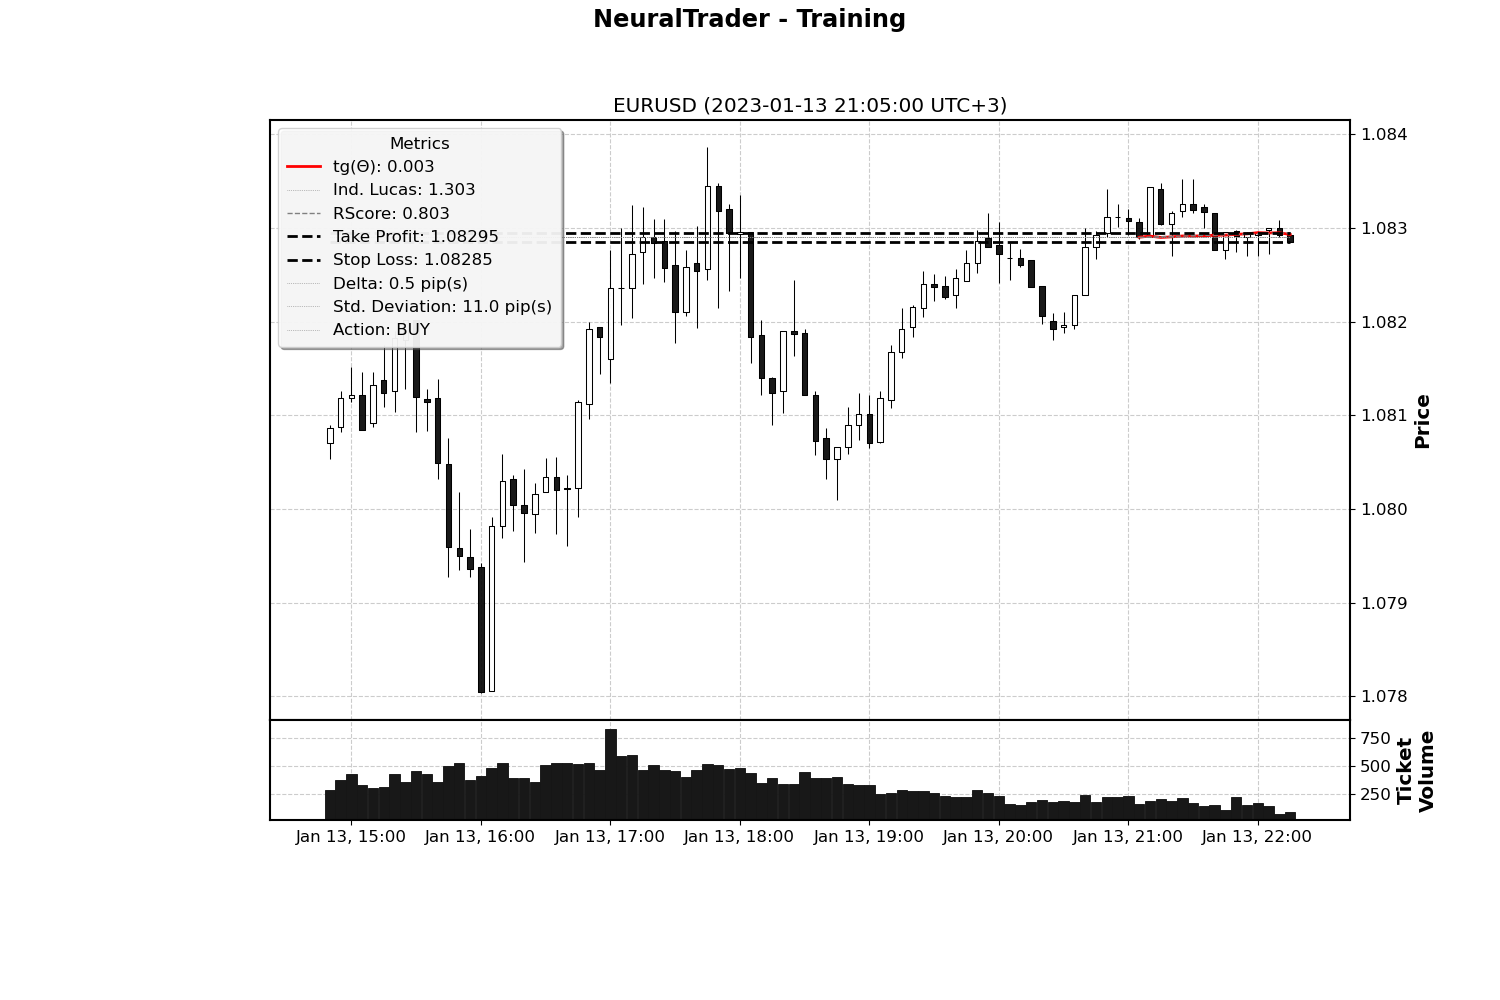 NeuralTrader - Training
EURUSD (2023-01-13 21:05:00 UTC+3)
Metrics
tg(Θ): 0.003
Ind. Lucas: 1.303
RScore: 0.803
Take Profit: 1.08295
Stop Loss: 1.08285
Delta: 0.5 pip(s)
Std. Deviation: 11.0 pip(s)
Action: BUY
1.084
1.083
1.082
1.081
1.080
1.079
1.078
Price
750
500
250
Ticket
Volume
Jan 13, 15:00
Jan 13, 16:00
Jan 13, 17:00
Jan 13, 18:00
Jan 13, 19:00
Jan 13, 20:00
Jan 13, 21:00
Jan 13, 22:00